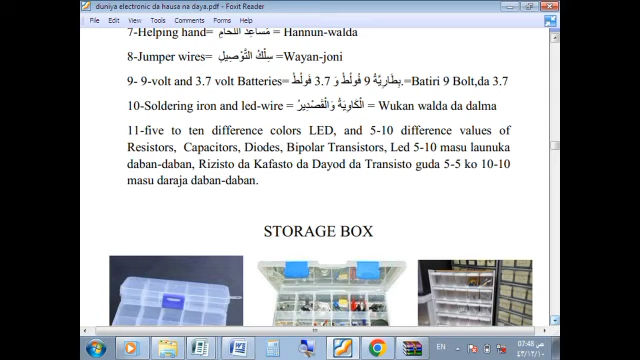 duniya electronic da hausa na daya.pdf - Foxit Reader
File Edit View Comments Forms Help
7-Helping hand= مُسَاعِدُ اللِّحَامِ = Hannun-walda
8-Jumper wires= سِلْكُ التَّوْصِيلِ =Wayan-joni
9- 9-volt and 3.7 volt Batteries= بِطَارِيَّةُ 9 فُولْطْ وَ 3.7 فُولْطْ.=Batiri 9 Bolt,da 3.7
10-Soldering iron and led-wire = الْكَاوِيَةُ وَالْقَصْدِيرُ = Wukan walda da dalma
11-five to ten difference colors LED, and 5-10 difference values of
Resistors, Capacitors, Diodes, Bipolar Transistors, Led 5-10 masu launuka
daban-daban, Rizisto da Kafasto da Dayod da Transisto guda 5-5 ko 10-10
masu daraja daban-daban.
STORAGE BOX
EN
07:48 ص